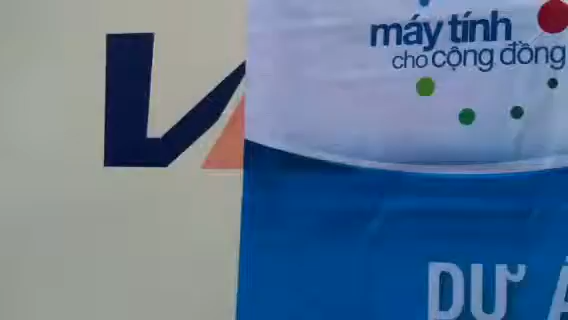 máy tính
cho cộng đồng
DỰ